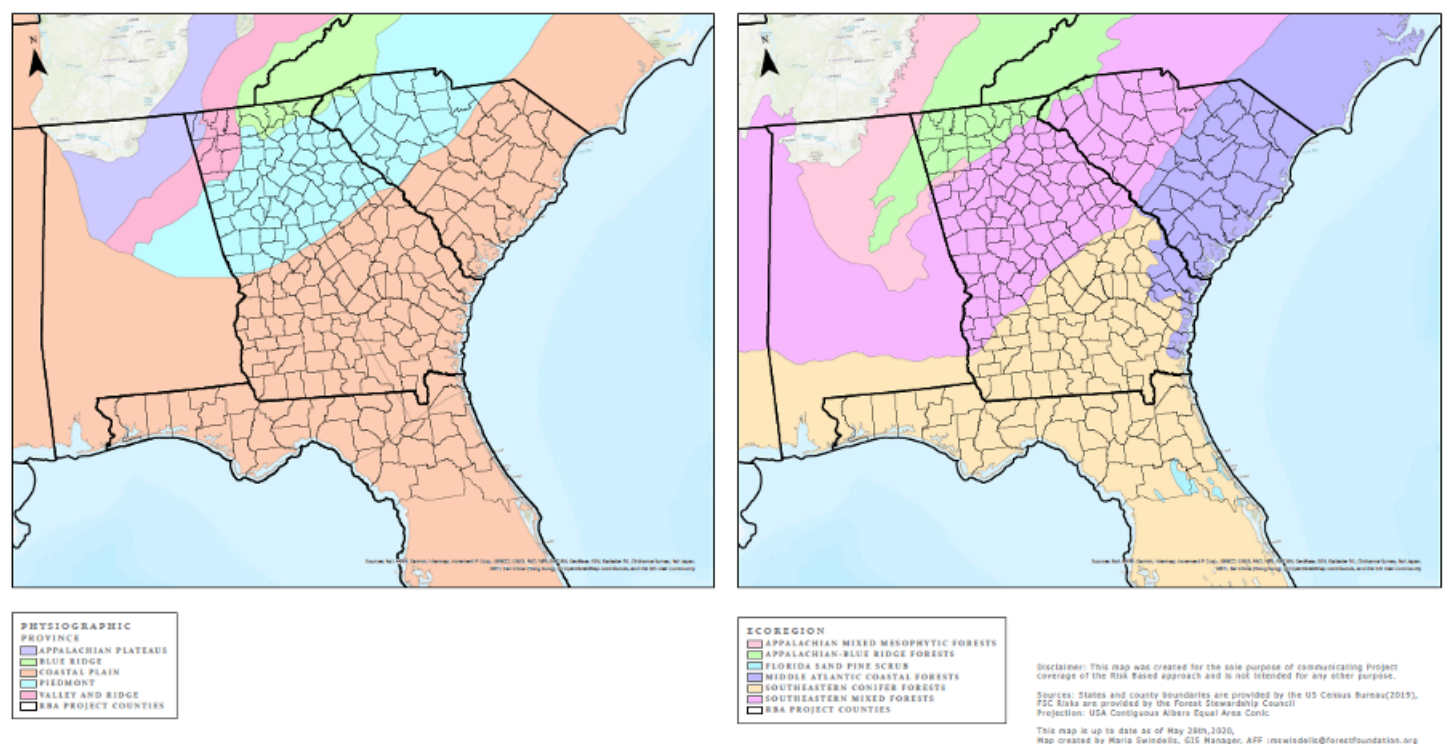 N
N
PHYSIOGRAPHIC
PROVINCE
APPALACHIAN PLATEAUS
BLUE RIDGE
COASTAL PLAIN
PIEDMONT
VALLEY AND RIDGE
RBA PROJECT COUNTIES
ECOREGION
APPALACHIAN MIXED MESOPHYTIC FORESTS
APPALACHIAN-BLUE RIDGE FORESTS
FLORIDA SAND PINE SCRUB
MIDDLE ATLANTIC COASTAL FORESTS
SOUTHEASTERN CONIFER FORESTS
SOUTHEASTERN MIXED FORESTS
RBA PROJECT COUNTIES
Disclaimer: This map was created for the sole purpose of communicating Project
coverage of the Risk Based approach and is not intended for any other purpose.
Sources: States and county boundaries are provided by the US Census Bureau(2019),
FSC Risks are provided by the Forest Stewardship Council
Projection: USA Contiguous Albers Equal Area Conic
This map is up to date as of May 28th,2020,
Map created by Maria Swindells, GIS Manager, AFF :mswindells@forestfoundation.org